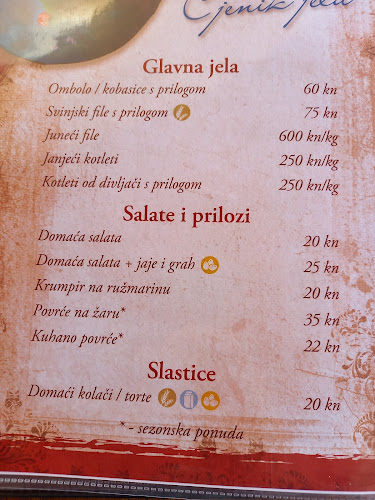 Cjenik jela
Glavna jela
Ombolo / kobasice s prilogom 60 kn
Svinjski file s prilogom 75 kn
Juneći file 600 kn/kg
Janjeći kotleti 250 kn/kg
Kotleti od divljači s prilogom 250 kn/kg
Salate i prilozi
Domaća salata 20 kn
Domaća salata + jaje i grah 25 kn
Krumpir na ružmarinu 20 kn
Povrće na žaru* 35 kn
Kuhano povrće* 22 kn
Slastice
Domaći kolači / torte 20 kn
* - sezonska ponuda